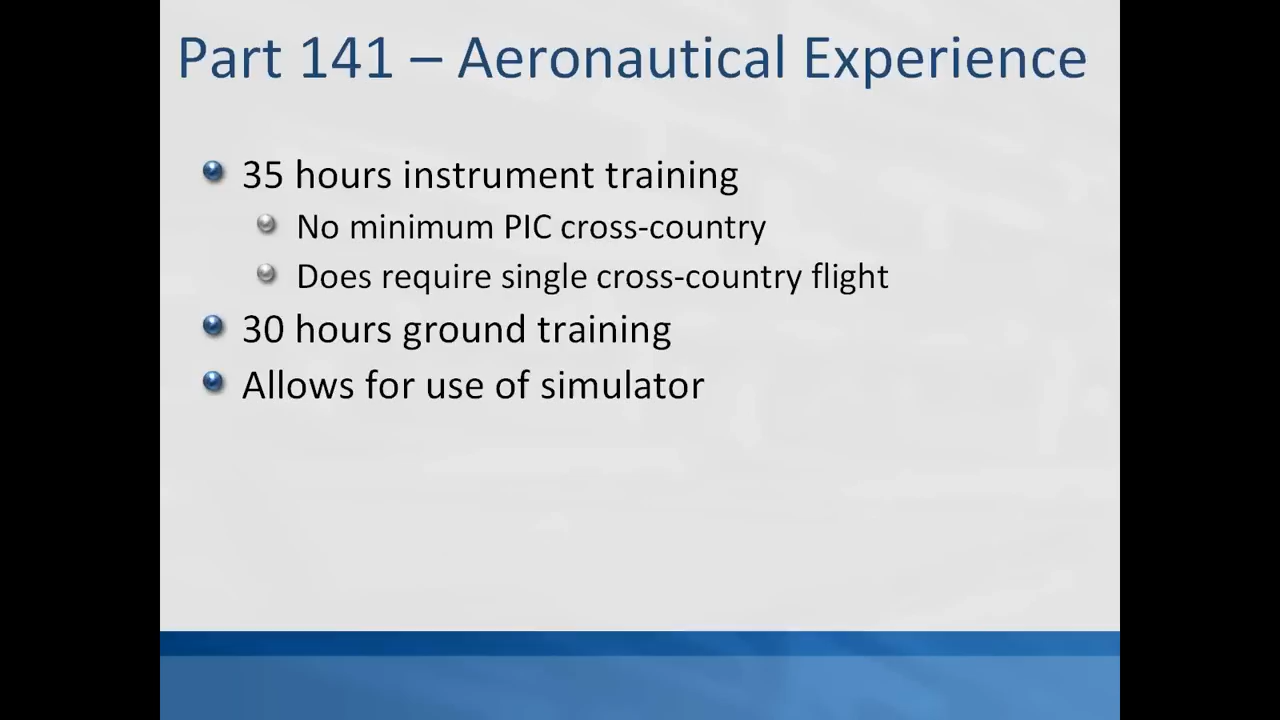 Part 141 – Aeronautical Experience
35 hours instrument training
No minimum PIC cross-country
Does require single cross-country flight
30 hours ground training
Allows for use of simulator